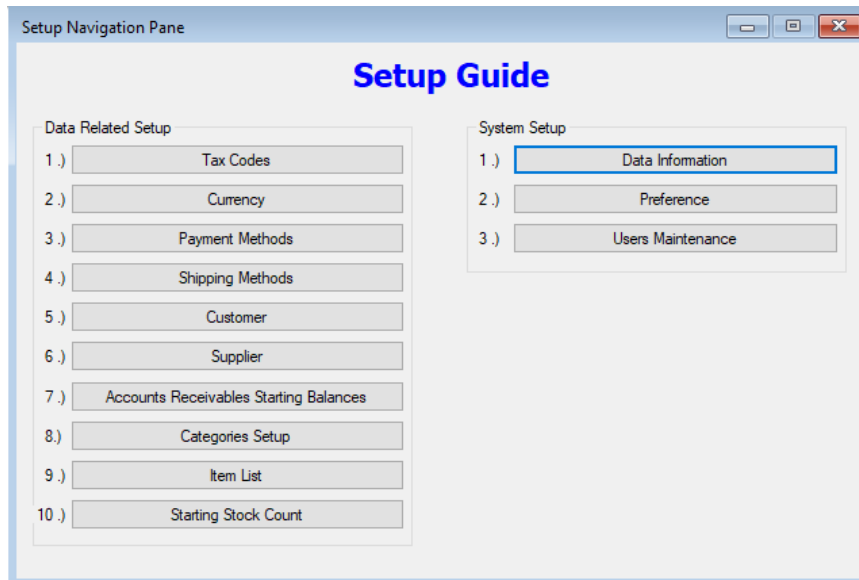 Setup Navigation Pane
Setup Guide
Data Related Setup
1 .) Tax Codes
2 .) Currency
3 .) Payment Methods
4 .) Shipping Methods
5 .) Customer
6 .) Supplier
7 .) Accounts Receivables Starting Balances
8.) Categories Setup
9 .) Item List
10 .) Starting Stock Count
System Setup
1 .) Data Information
2 .) Preference
3 .) Users Maintenance